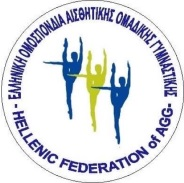 - ΕΛΛΗΝΙΚΗ ΟΜΟΣΠΟΝΔΙΑ ΑΙΣΘΗΤΙΚΗΣ ΟΜΑΔΙΚΗΣ ΓΥΜΝΑΣΤΙΚΗΣ
- HELLENIC FEDERATION of AGG-